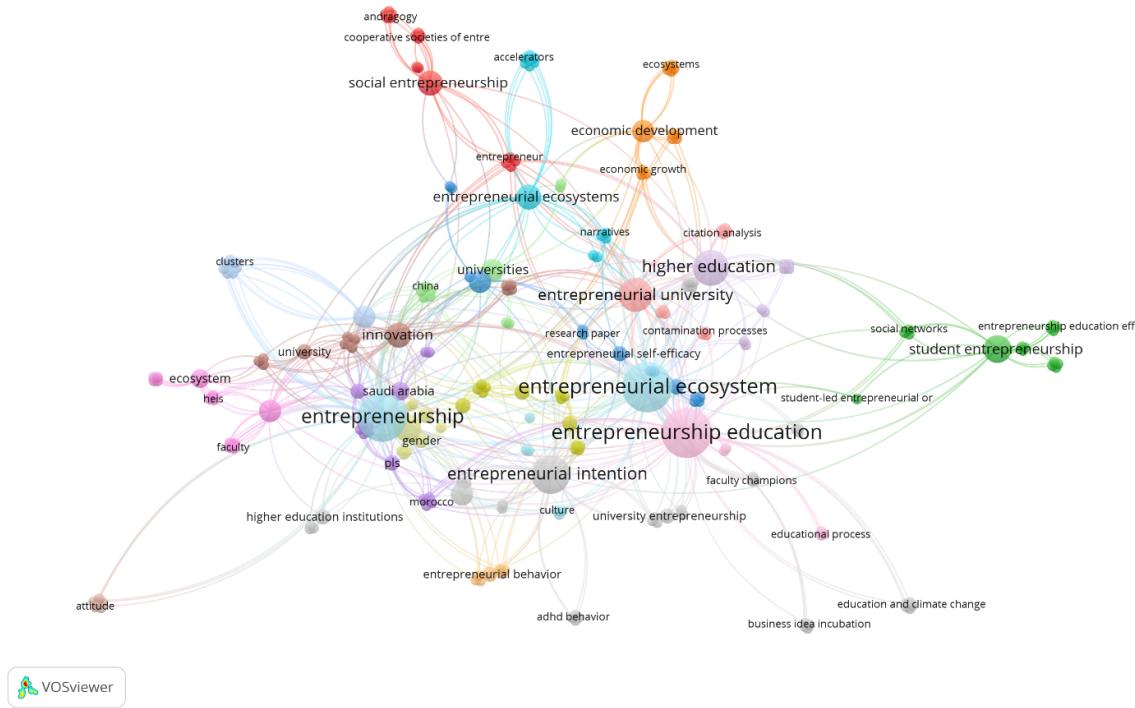 andragogy
cooperative societies of entre
accelerators
ecosystems
social entrepreneurship
economic development
entrepreneur
economic growth
entrepreneurial ecosystems
narratives
citation analysis
clusters
universities
higher education
china
entrepreneurial university
research paper
contamination processes
social networks
entrepreneurship education eff
innovation
university
entrepreneurial self-efficacy
student entrepreneurship
ecosystem
saudi arabia
entrepreneurial ecosystem
heis
student-led entrepreneurial or
entrepreneurship
entrepreneurship education
faculty
gender
pls
entrepreneurial intention
faculty champions
morocco
culture
higher education institutions
university entrepreneurship
educational process
entrepreneurial behavior
attitude
adhd behavior
education and climate change
business idea incubation
VOSviewer